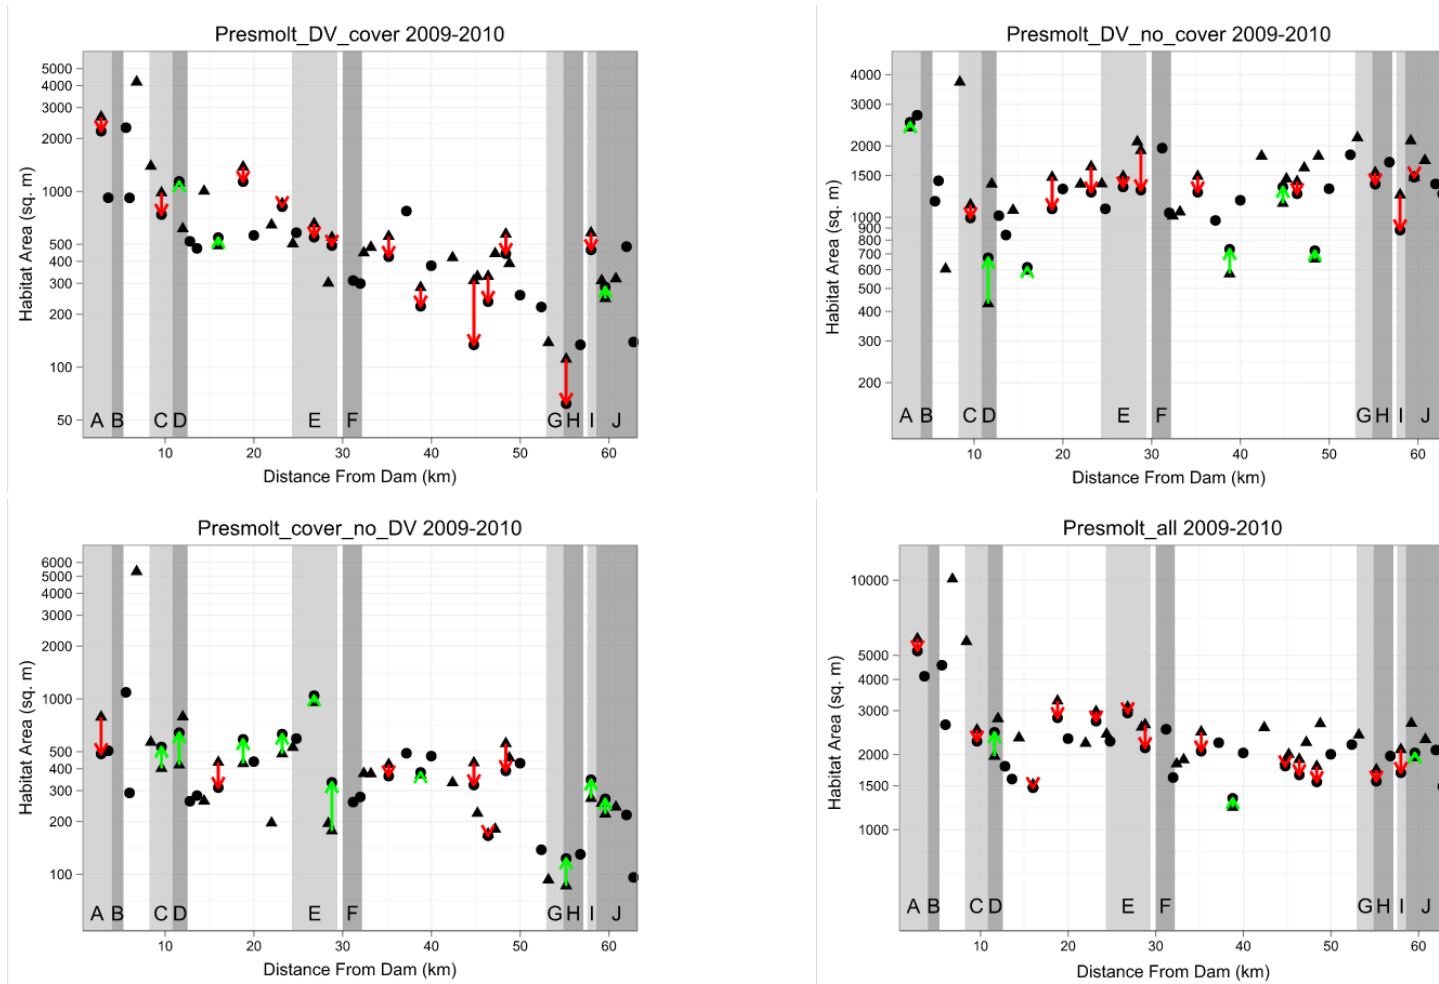 Presmolt_DV_cover 2009-2010
Habitat Area (sq. m)
5000
4000
3000
2000
1000
500
400
300
200
100
50
A B C D E F G H I J
10 20 30 40 50 60
Distance From Dam (km)
Presmolt_DV_no_cover 2009-2010
Habitat Area (sq. m)
4000
3000
2000
1500
1000
900
800
700
600
500
400
300
200
A B C D E F G H I J
10 20 30 40 50 60
Distance From Dam (km)
Presmolt_cover_no_DV 2009-2010
Habitat Area (sq. m)
6000
5000
4000
3000
2000
1000
500
400
300
200
100
A B C D E F G H I J
10 20 30 40 50 60
Distance From Dam (km)
Presmolt_all 2009-2010
Habitat Area (sq. m)
10000
5000
3000
2000
1500
1000
A B C D E F G H I J
10 20 30 40 50 60
Distance From Dam (km)